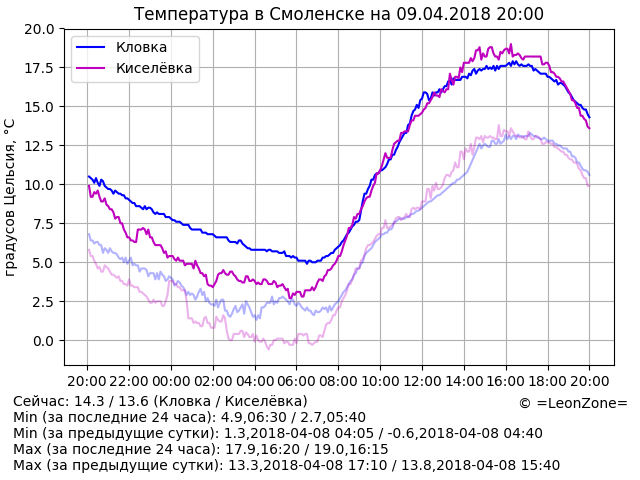 Температура в Смоленске на 09.04.2018 20:00
Кловка
Киселёвка
градусов Цельсия, °C
20.0
17.5
15.0
12.5
10.0
7.5
5.0
2.5
0.0
20:00 22:00 00:00 02:00 04:00 06:00 08:00 10:00 12:00 14:00 16:00 18:00 20:00
Сейчас: 14.3 / 13.6 (Кловка / Киселёвка)
© =LeonZone=
Min (за последние 24 часа): 4.9,06:30 / 2.7,05:40
Min (за предыдущие сутки): 1.3,2018-04-08 04:05 / -0.6,2018-04-08 04:40
Max (за последние 24 часа): 17.9,16:20 / 19.0,16:15
Max (за предыдущие сутки): 13.3,2018-04-08 17:10 / 13.8,2018-04-08 15:40